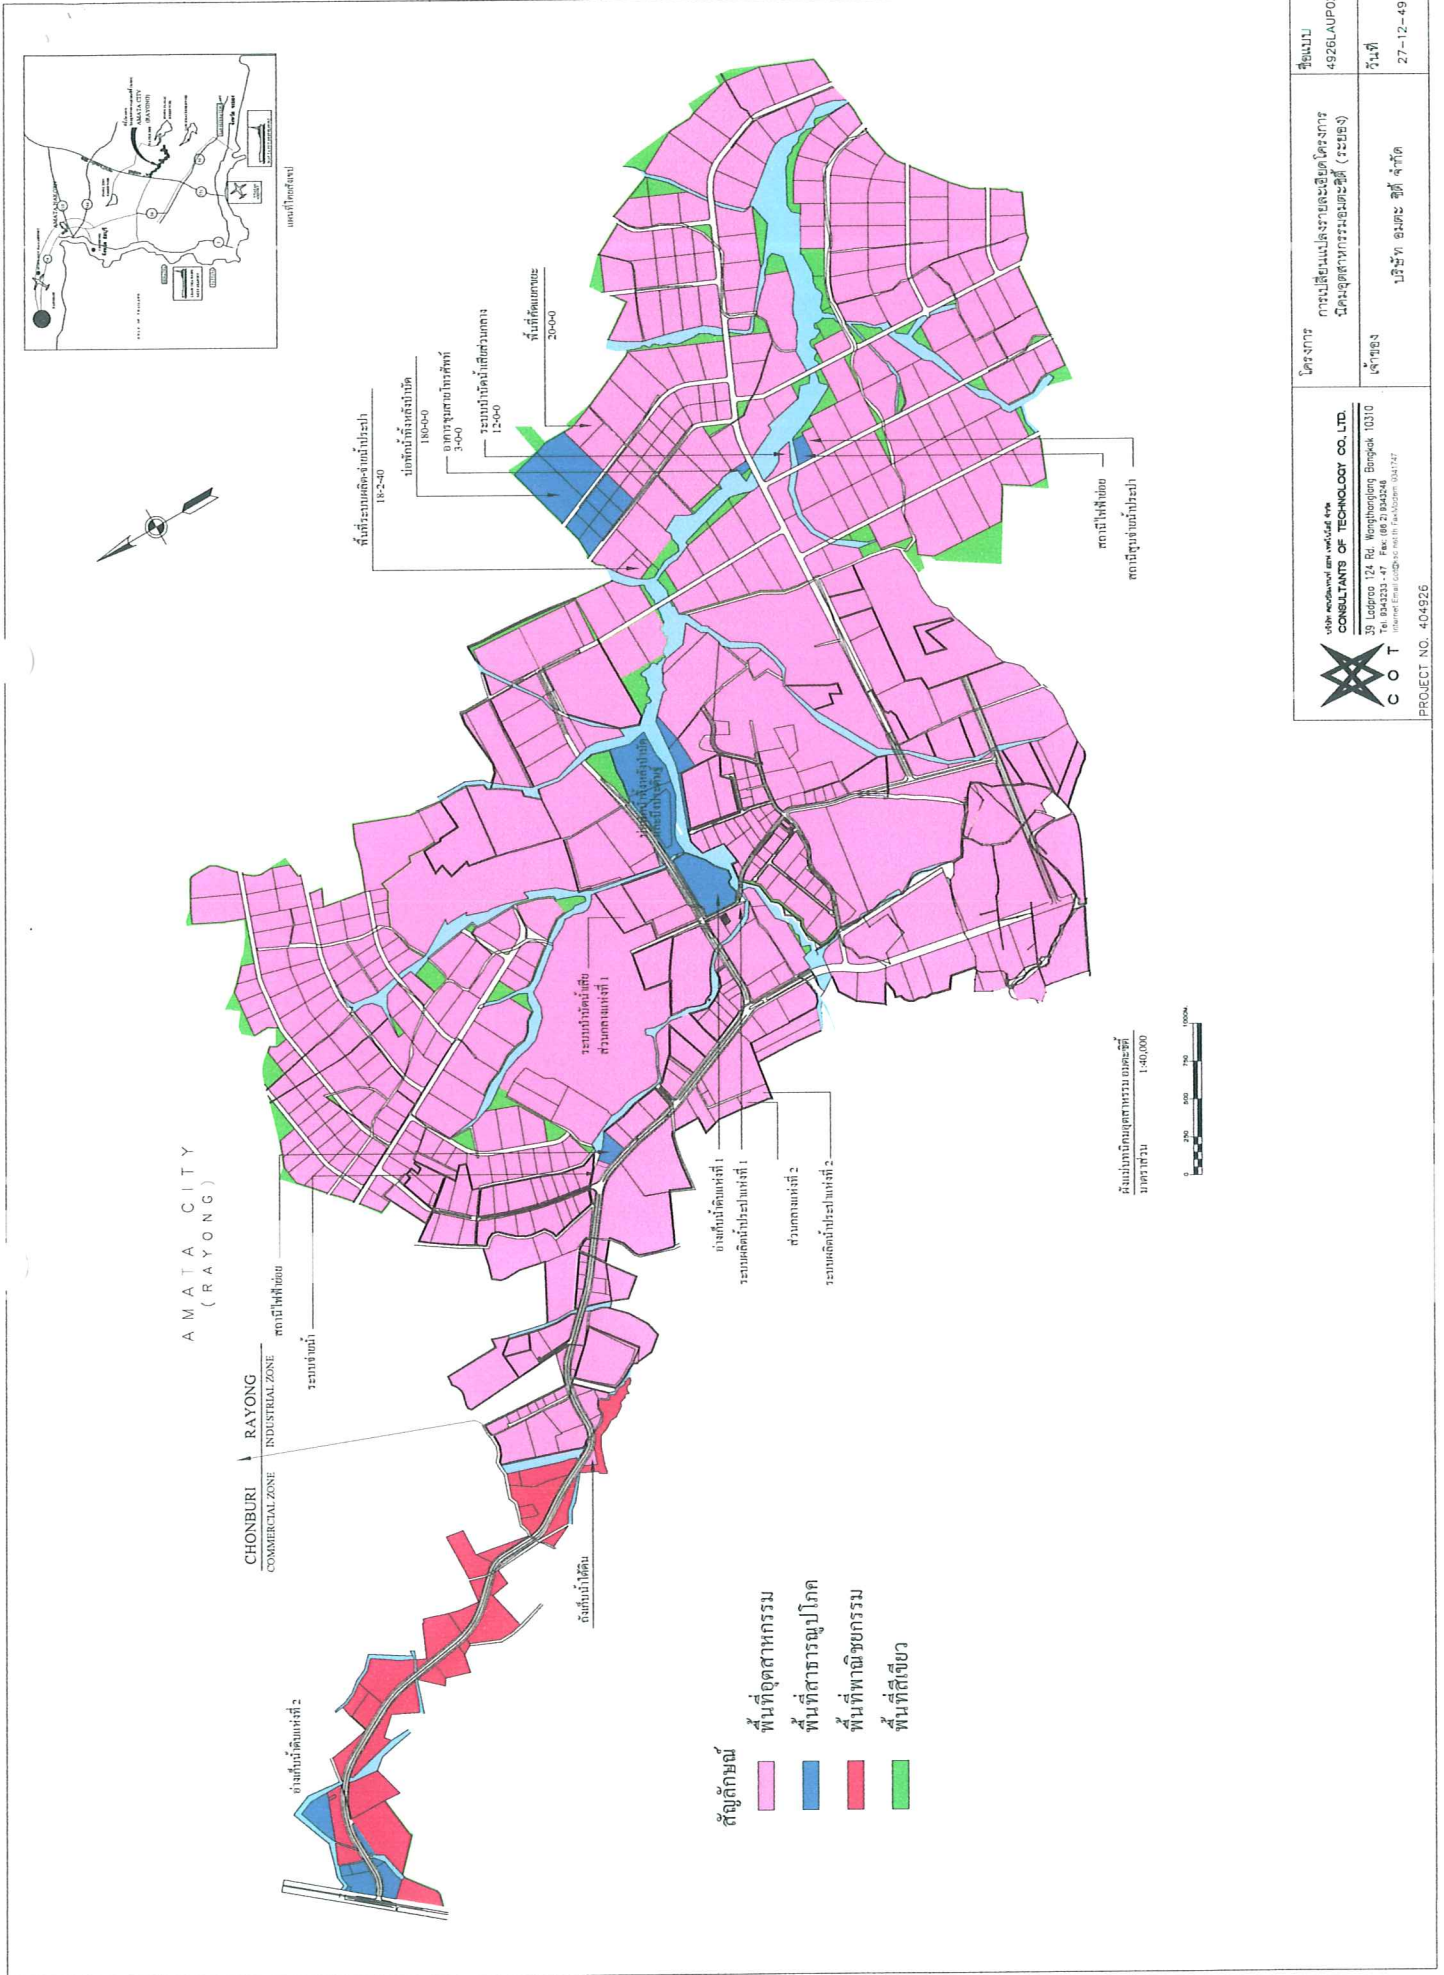 AMATA CITY
(RAYONG)
CHONBURI RAYONG
COMMERCIAL ZONE INDUSTRIAL ZONE
สถานีไฟฟ้าย่อย
ระบบจ่ายน้ำ
อ่างเก็บน้ำดิบแห่งที่ 2
ถังเก็บน้ำใต้ดิน
ระบบบำบัดน้ำเสีย
ส่วนกลางแห่งที่ 1
อ่างเก็บน้ำดิบแห่งที่ 1
ระบบผลิตน้ำประปาแห่งที่ 1
ส่วนกลางแห่งที่ 2
ระบบผลิตน้ำประปาแห่งที่ 2
พื้นที่ระบบผลิต-จ่ายน้ำประปา
18-2-40
บ่อพักน้ำทิ้งหลังบำบัด
180-0-0
อาคารชุมสายโทรศัพท์
3-0-0
ระบบบำบัดน้ำเสียส่วนกลาง
12-0-0
พื้นที่คัดแยกขยะ
20-0-0
สถานีไฟฟ้าย่อย
สถานีสูบจ่ายน้ำประปา
แผนที่โดยสังเขป
AMATA CITY
(RAYONG)
สัญลักษณ์
พื้นที่อุตสาหกรรม
พื้นที่สาธารณูปโภค
พื้นที่พาณิชยกรรม
พื้นที่สีเขียว
ผังแม่บทนิคมอุตสาหกรรม อมตะซิตี้
มาตราส่วน 1:40,000
0 250 500 750 1000M
COT
CONSULTANTS OF TECHNOLOGY CO., LTD.
39 Ladprao 124 Rd. Wangthonglang Bangkok 10310
Tel. 9343233-47 Fax: (66 2) 9343248
PROJECT NO. 404926
โครงการ
การเปลี่ยนแปลงรายละเอียดโครงการ
นิคมอุตสาหกรรมอมตะซิตี้ (ระยอง)
เจ้าของ
บริษัท อมตะ ซิตี้ จำกัด
ชื่อแบบ
วันที่
27-12-49